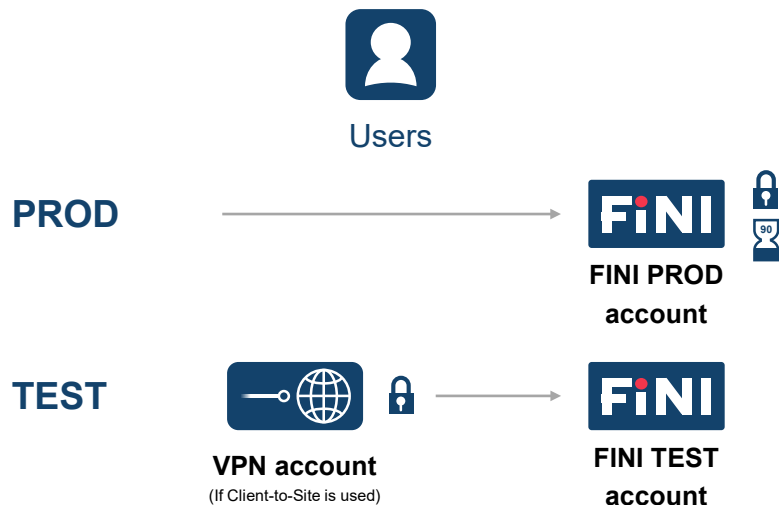 Users
PROD
FiNI
90
FINI PROD
account
TEST
FiNI
VPN account
(If Client-to-Site is used)
FINI TEST
account